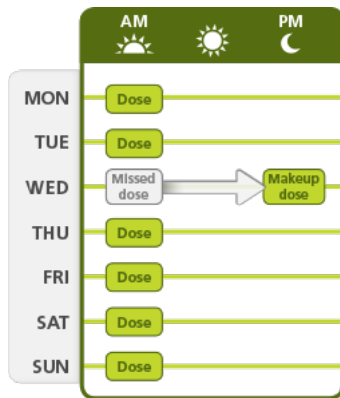 AM PM
MON Dose
TUE Dose
WED Missed dose Makeup dose
THU Dose
FRI Dose
SAT Dose
SUN Dose